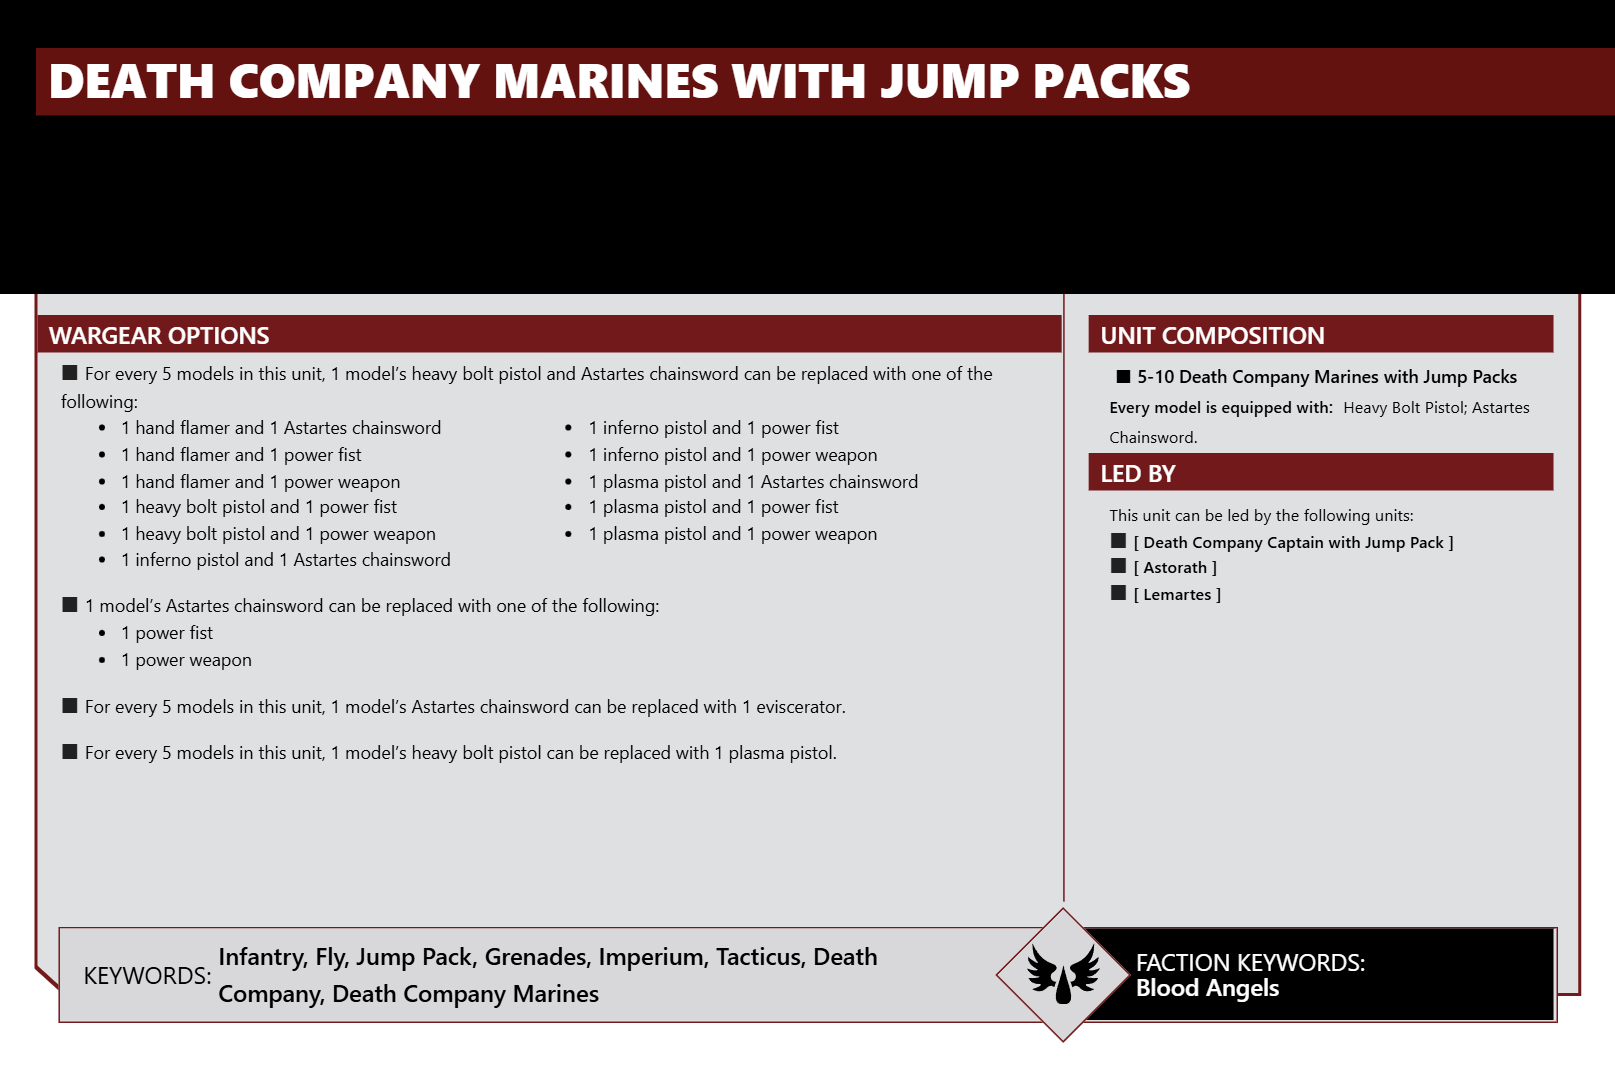 DEATH COMPANY MARINES WITH JUMP PACKS
WARGEAR OPTIONS
■ For every 5 models in this unit, 1 model’s heavy bolt pistol and Astartes chainsword can be replaced with one of the
following:
• 1 hand flamer and 1 Astartes chainsword
• 1 hand flamer and 1 power fist
• 1 hand flamer and 1 power weapon
• 1 heavy bolt pistol and 1 power fist
• 1 heavy bolt pistol and 1 power weapon
• 1 inferno pistol and 1 Astartes chainsword
• 1 inferno pistol and 1 power fist
• 1 inferno pistol and 1 power weapon
• 1 plasma pistol and 1 Astartes chainsword
• 1 plasma pistol and 1 power fist
• 1 plasma pistol and 1 power weapon
■ 1 model’s Astartes chainsword can be replaced with one of the following:
• 1 power fist
• 1 power weapon
■ For every 5 models in this unit, 1 model’s Astartes chainsword can be replaced with 1 eviscerator.
■ For every 5 models in this unit, 1 model’s heavy bolt pistol can be replaced with 1 plasma pistol.
UNIT COMPOSITION
■ 5-10 Death Company Marines with Jump Packs
Every model is equipped with: Heavy Bolt Pistol; Astartes
Chainsword.
LED BY
This unit can be led by the following units:
■ [ Death Company Captain with Jump Pack ]
■ [ Astorath ]
■ [ Lemartes ]
KEYWORDS:
Infantry, Fly, Jump Pack, Grenades, Imperium, Tacticus, Death
Company, Death Company Marines
FACTION KEYWORDS:
Blood Angels